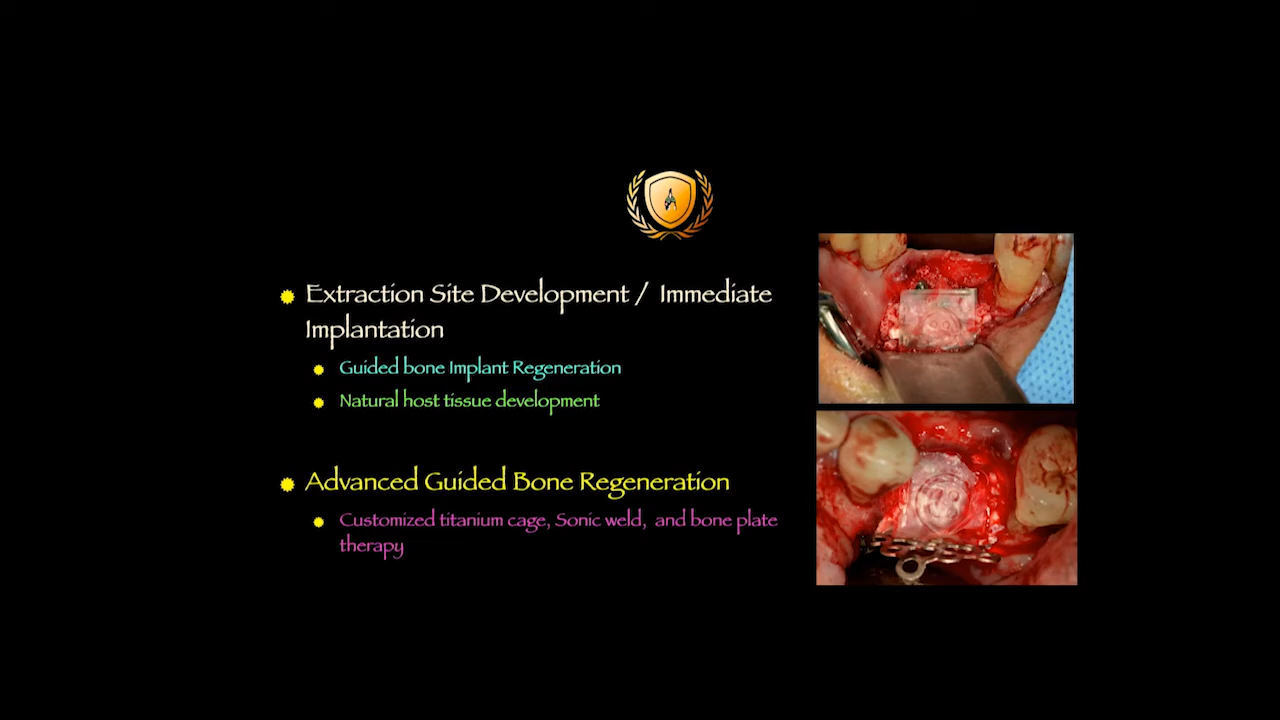 Extraction Site Development / Immediate
Implantation
Guided bone Implant Regeneration
Natural host tissue development
Advanced Guided Bone Regeneration
Customized titanium cage, Sonic weld, and bone plate
therapy